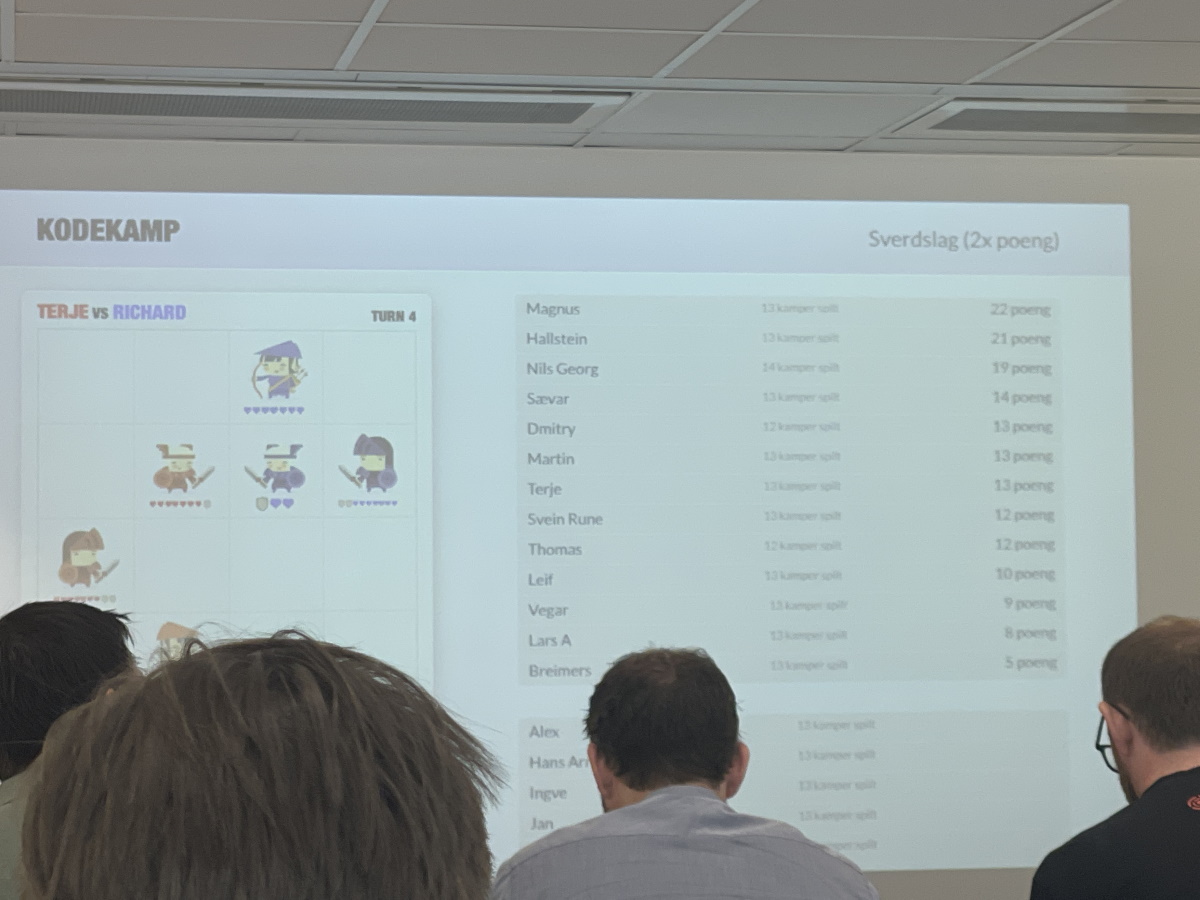 KODEKAMP
Sverdslag (2x poeng)
TERJE vs RICHARD
TURN 4
Magnus 13 kamper spilt 22 poeng
Hallstein 13 kamper spilt 21 poeng
Nils Georg 14 kamper spilt 19 poeng
Sævar 13 kamper spilt 14 poeng
Dmitry 12 kamper spilt 13 poeng
Martin 13 kamper spilt 13 poeng
Terje 13 kamper spilt 13 poeng
Svein Rune 13 kamper spilt 12 poeng
Thomas 12 kamper spilt 12 poeng
Leif 13 kamper spilt 10 poeng
Vegar 13 kamper spilt 9 poeng
Lars A 13 kamper spilt 8 poeng
Breimers 13 kamper spilt 5 poeng
Alex 13 kamper spilt
Hans 13 kamper spilt
Ingve 13 kamper spilt
Jan 13 kamper spilt
spilt